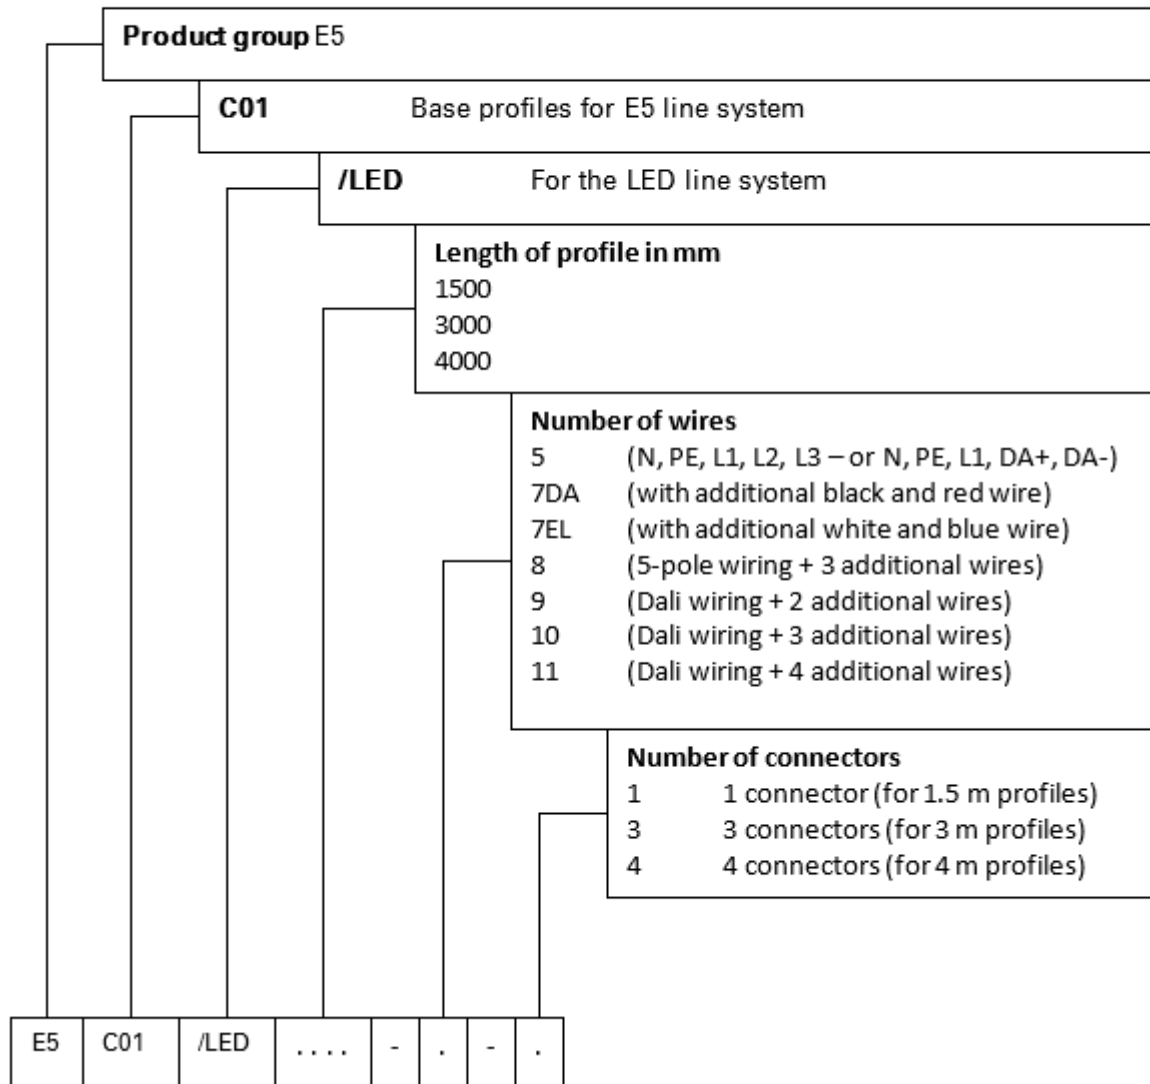 Product group E5
C01 Base profiles for E5 line system
/LED For the LED line system
Length of profile in mm
1500
3000
4000
Number of wires
5 (N, PE, L1, L2, L3 – or N, PE, L1, DA+, DA-)
7DA (with additional black and red wire)
7EL (with additional white and blue wire)
8 (5-pole wiring + 3 additional wires)
9 (Dali wiring + 2 additional wires)
10 (Dali wiring + 3 additional wires)
11 (Dali wiring + 4 additional wires)
Number of connectors
1 1 connector (for 1.5 m profiles)
3 3 connectors (for 3 m profiles)
4 4 connectors (for 4 m profiles)
E5 C01 /LED .... - . - .